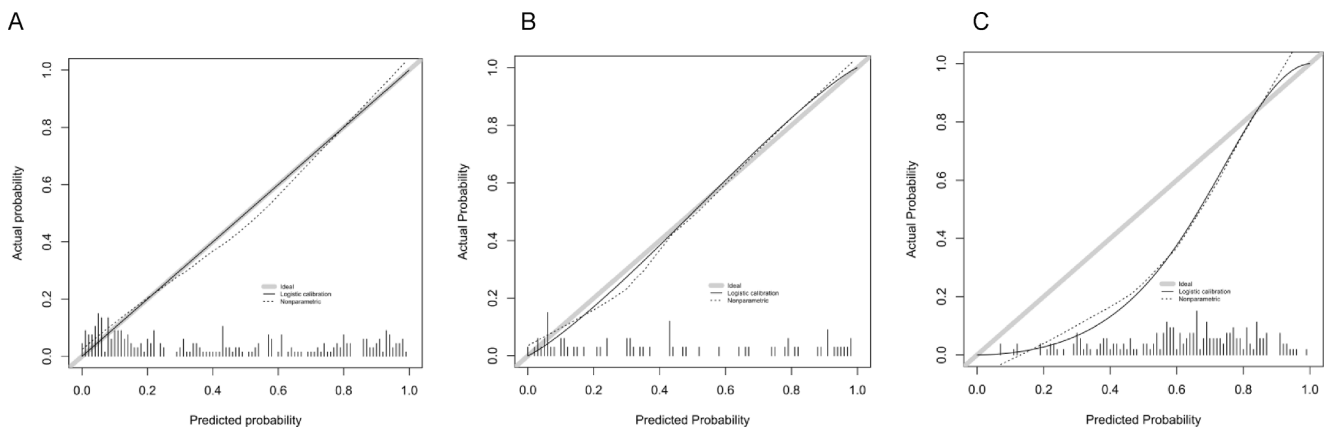 A
B
C
1.0
0.8
0.6
0.4
0.2
0.0
Actual probability
Ideal
Logistic calibration
Nonparametric
0.0 0.2 0.4 0.6 0.8 1.0
Predicted probability
1.0
0.8
0.6
0.4
0.2
0.0
Actual Probability
Ideal
Logistic calibration
Nonparametric
0.0 0.2 0.4 0.6 0.8 1.0
Predicted Probability
1.0
0.8
0.6
0.4
0.2
0.0
Actual Probability
Ideal
Logistic calibration
Nonparametric
0.0 0.2 0.4 0.6 0.8 1.0
Predicted Probability